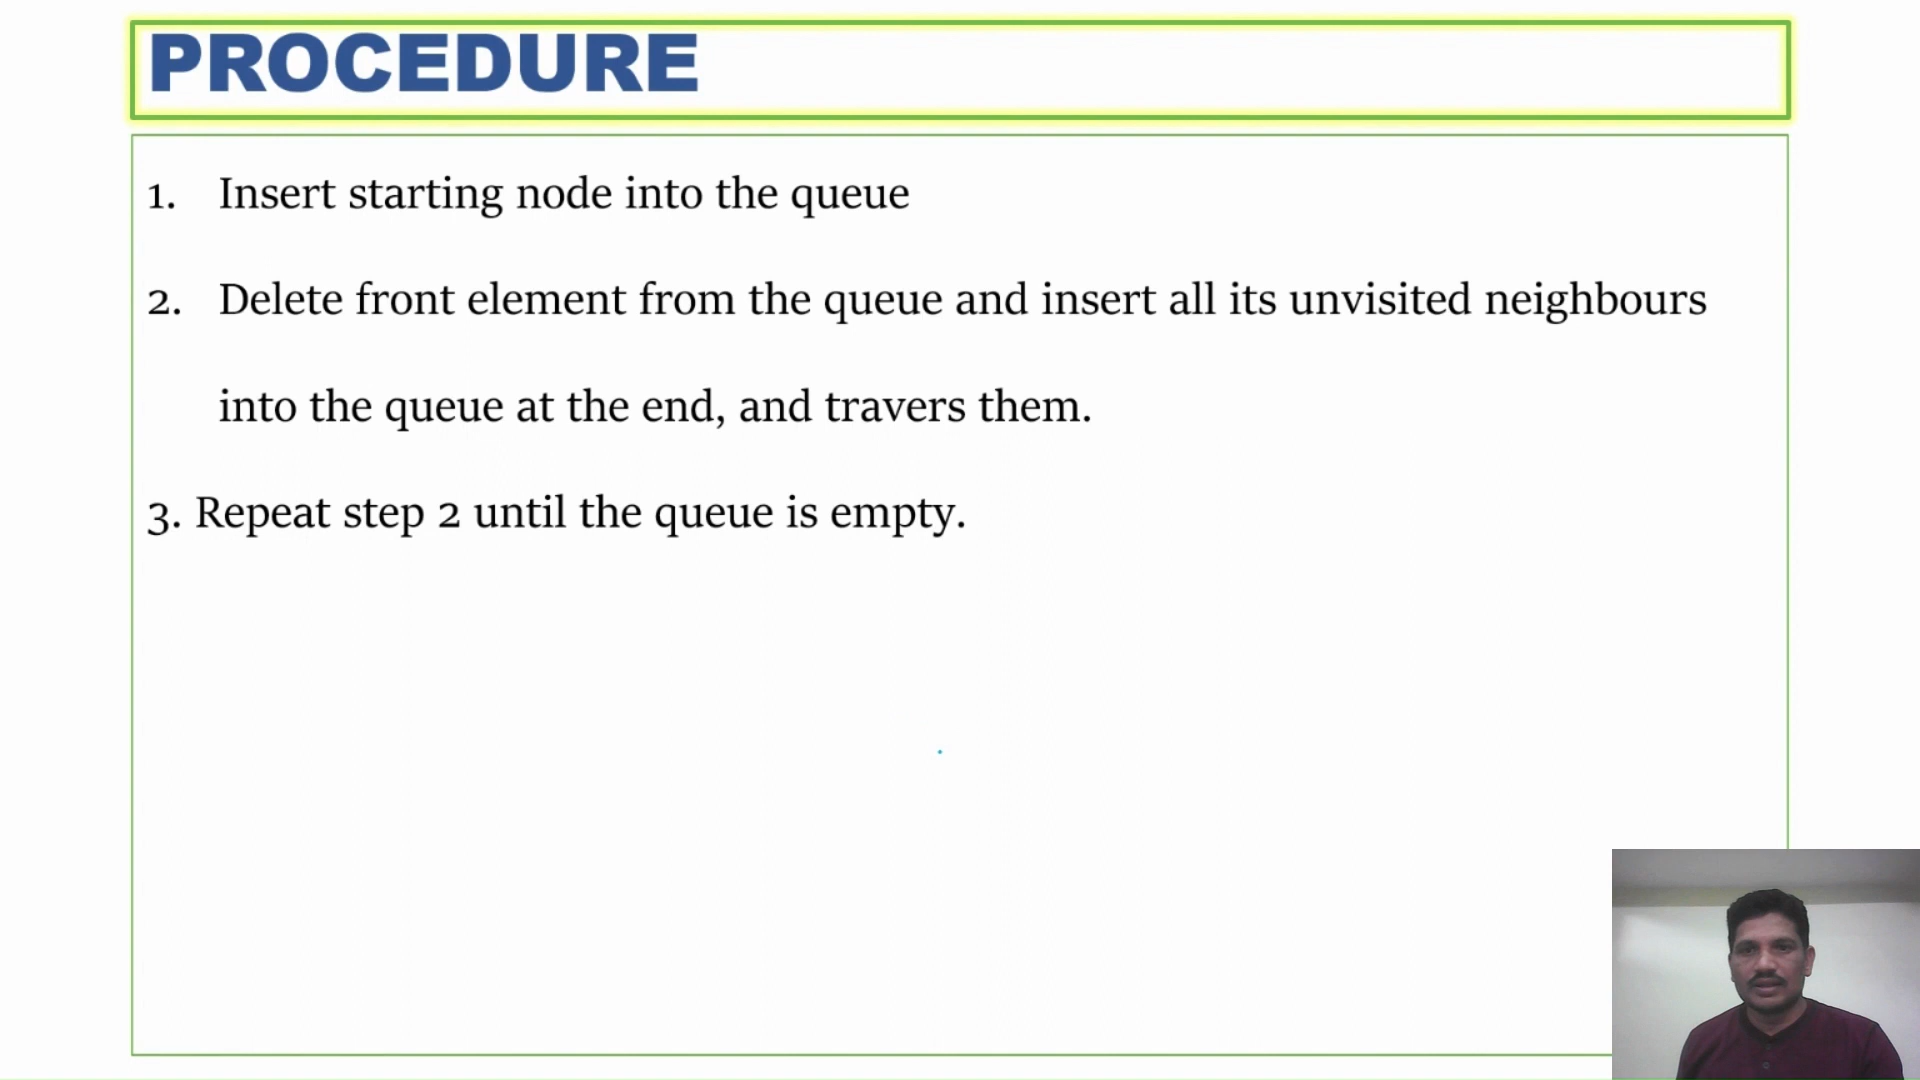 PROCEDURE
1. Insert starting node into the queue
2. Delete front element from the queue and insert all its unvisited neighbours
into the queue at the end, and travers them.
3. Repeat step 2 until the queue is empty.